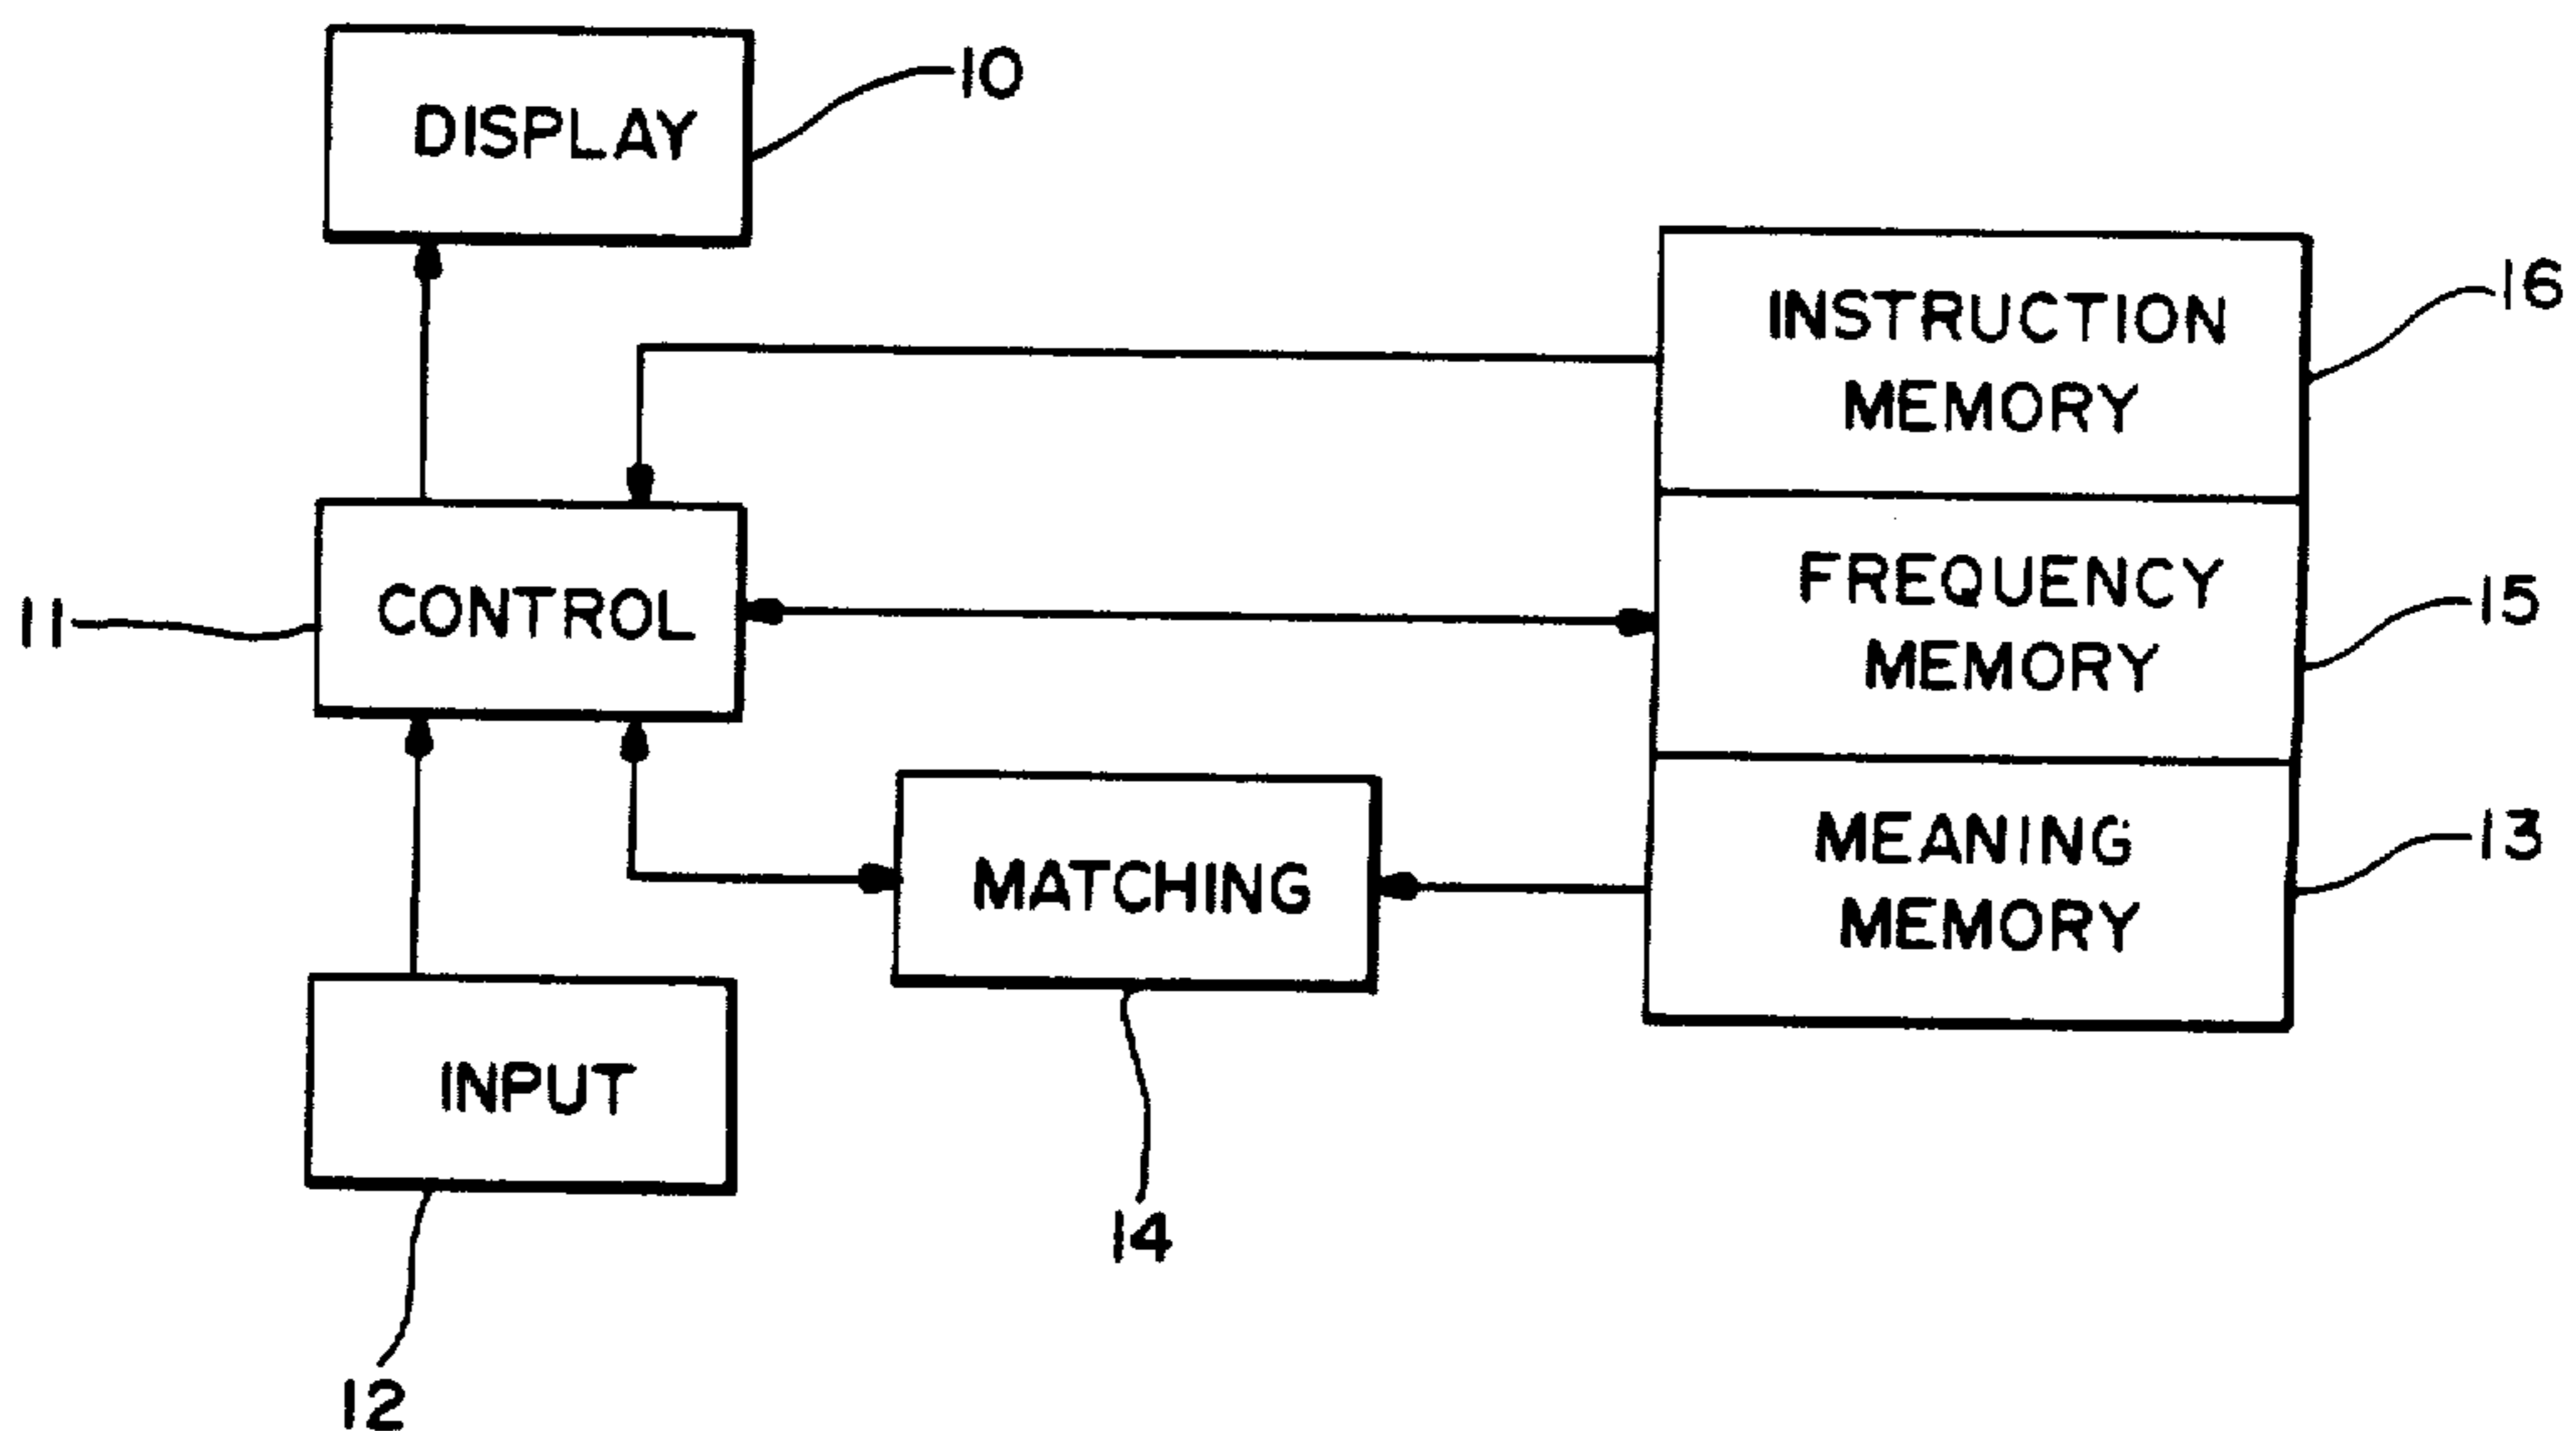 DISPLAY
10
INSTRUCTION
MEMORY
16
CONTROL
11
FREQUENCY
MEMORY
15
MATCHING
14
MEANING
MEMORY
13
INPUT
12